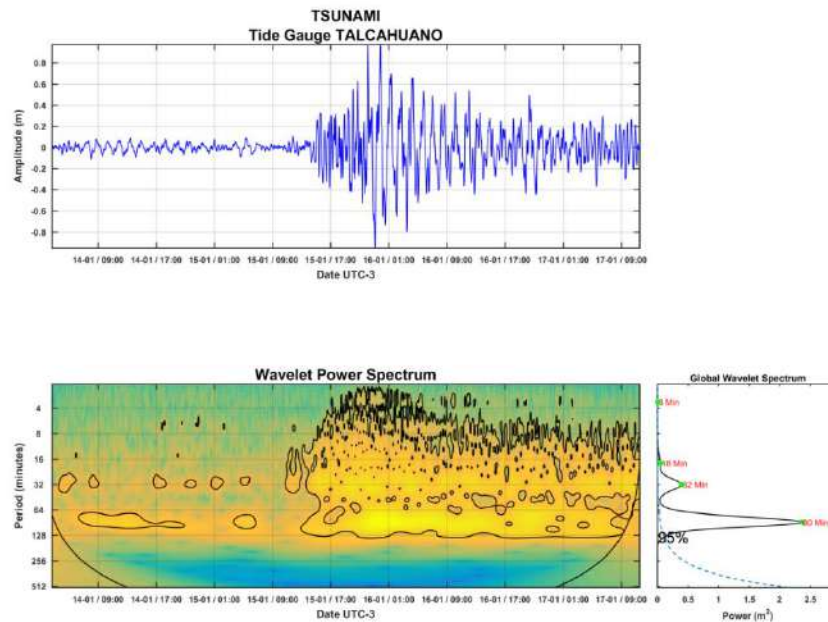 TSUNAMI
Tide Gauge TALCAHUANO
Amplitude (m)
0.8
0.6
0.4
0.2
0
-0.2
-0.4
-0.6
-0.8
14-01 / 09:00 14-01 / 17:00 15-01 / 01:00 15-01 / 09:00 15-01 / 17:00 16-01 / 01:00 16-01 / 09:00 16-01 / 17:00 17-01 / 01:00 17-01 / 09:00
Date UTC-3
Wavelet Power Spectrum
Period (minutes)
4
8
16
32
64
128
256
512
14-01 / 09:00 14-01 / 17:00 15-01 / 01:00 15-01 / 09:00 15-01 / 17:00 16-01 / 01:00 16-01 / 09:00 16-01 / 17:00 17-01 / 01:00 17-01 / 09:00
Date UTC-3
Global Wavelet Spectrum
Min
Min
32 Min
Min
95%
0 0.5 1 1.5 2 2.5
Power (m²)